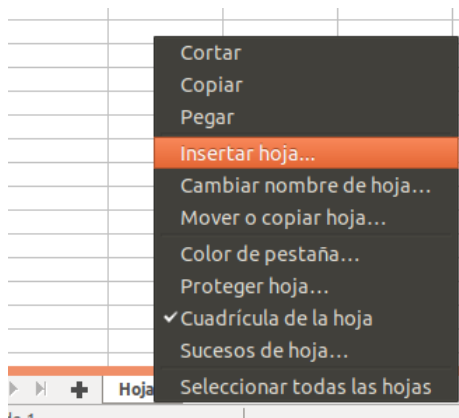 Cortar
Copiar
Pegar
Insertar hoja...
Cambiar nombre de hoja...
Mover o copiar hoja...
Color de pestaña...
Proteger hoja...
Cuadrícula de la hoja
Sucesos de hoja...
Seleccionar todas las hojas
Hoja